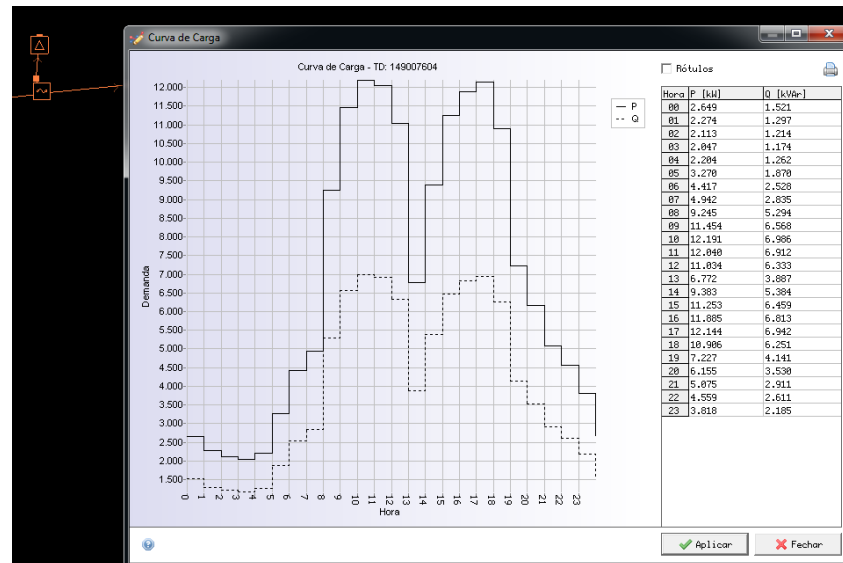 Curva de Carga
Curva de Carga - TD: 149007604
Rótulos
P
Q
Demanda
12.000
11.500
11.000
10.500
10.000
9.500
9.000
8.500
8.000
7.500
7.000
6.500
6.000
5.500
5.000
4.500
4.000
3.500
3.000
2.500
2.000
1.500
0 1 2 3 4 5 6 7 8 9 10 11 12 13 14 15 16 17 18 19 20 21 22 23
Hora
Hora P [kW] Q [kVAr]
00 2.649 1.521
01 2.274 1.297
02 2.113 1.214
03 2.047 1.174
04 2.204 1.262
05 3.270 1.870
06 4.417 2.528
07 4.942 2.835
08 9.245 5.294
09 11.454 6.568
10 12.191 6.986
11 12.040 6.912
12 11.034 6.333
13 6.772 3.887
14 9.383 5.384
15 11.253 6.459
16 11.885 6.813
17 12.144 6.942
18 10.906 6.251
19 7.227 4.141
20 6.155 3.530
21 5.075 2.911
22 4.559 2.611
23 3.818 2.185
Aplicar
Fechar